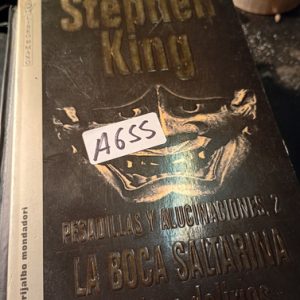 Stephen
King
A655
PESADILLAS Y ALUCINACIONES, 2
LA BOCA SALTARINA
grijalbo mondadori